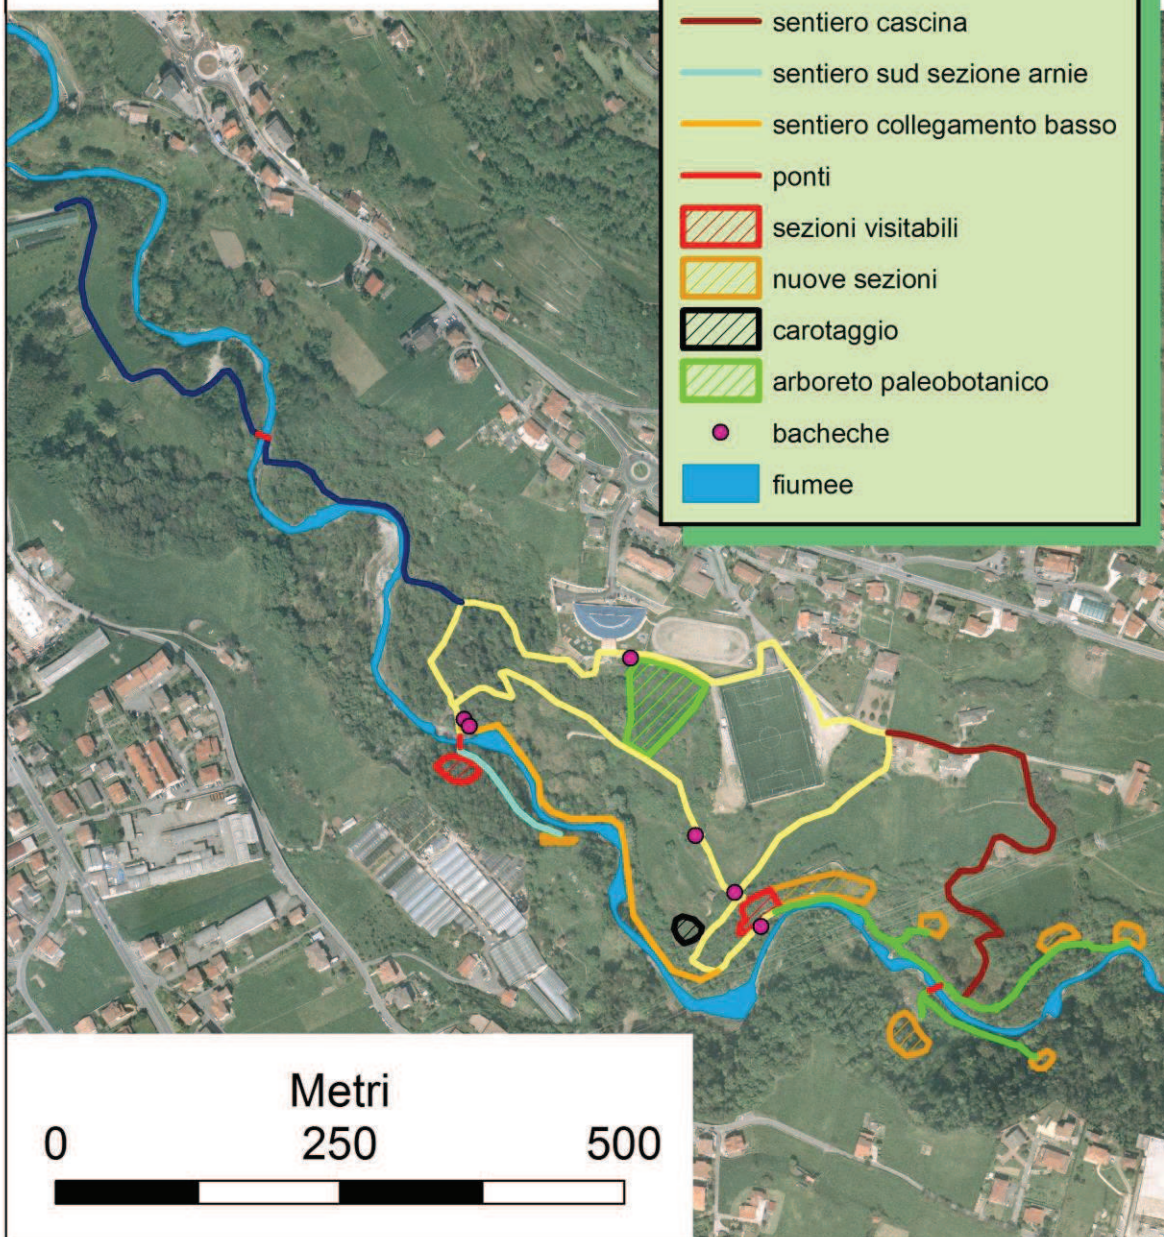 sentiero cascina
sentiero sud sezione arnie
sentiero collegamento basso
ponti
sezioni visitabili
nuove sezioni
carotaggio
arboreto paleobotanico
bacheche
fiumee
Metri
0 250 500